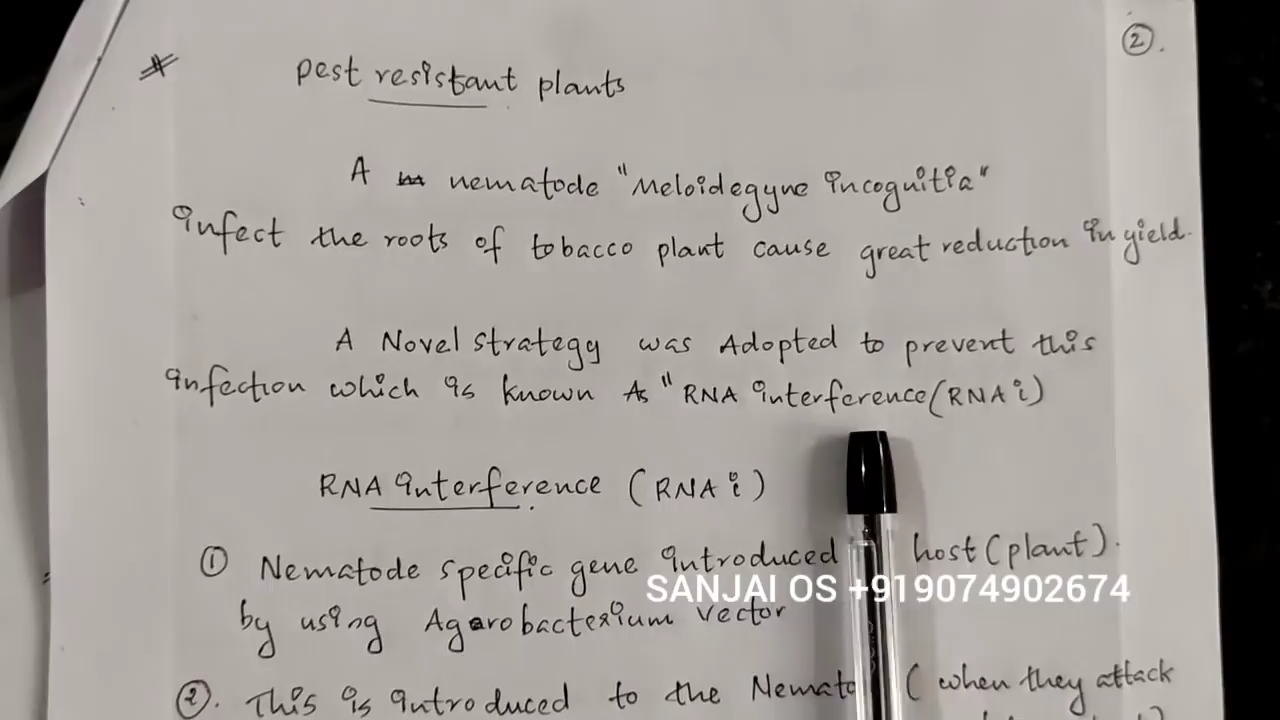 ②.
* pest resistant plants
A nematode "Meloidegyne incognitia"
infect the roots of tobacco plant cause great reduction in yield.
A Novel strategy was Adopted to prevent this
infection which is known As "RNA interference (RNA i)
RNA interference (RNA i)
① Nematode specific gene introduced host (plant).
SANJAI OS +919074902674
by using Agarobacterium vector
②. This is introduced to the Nemato ( when they attack